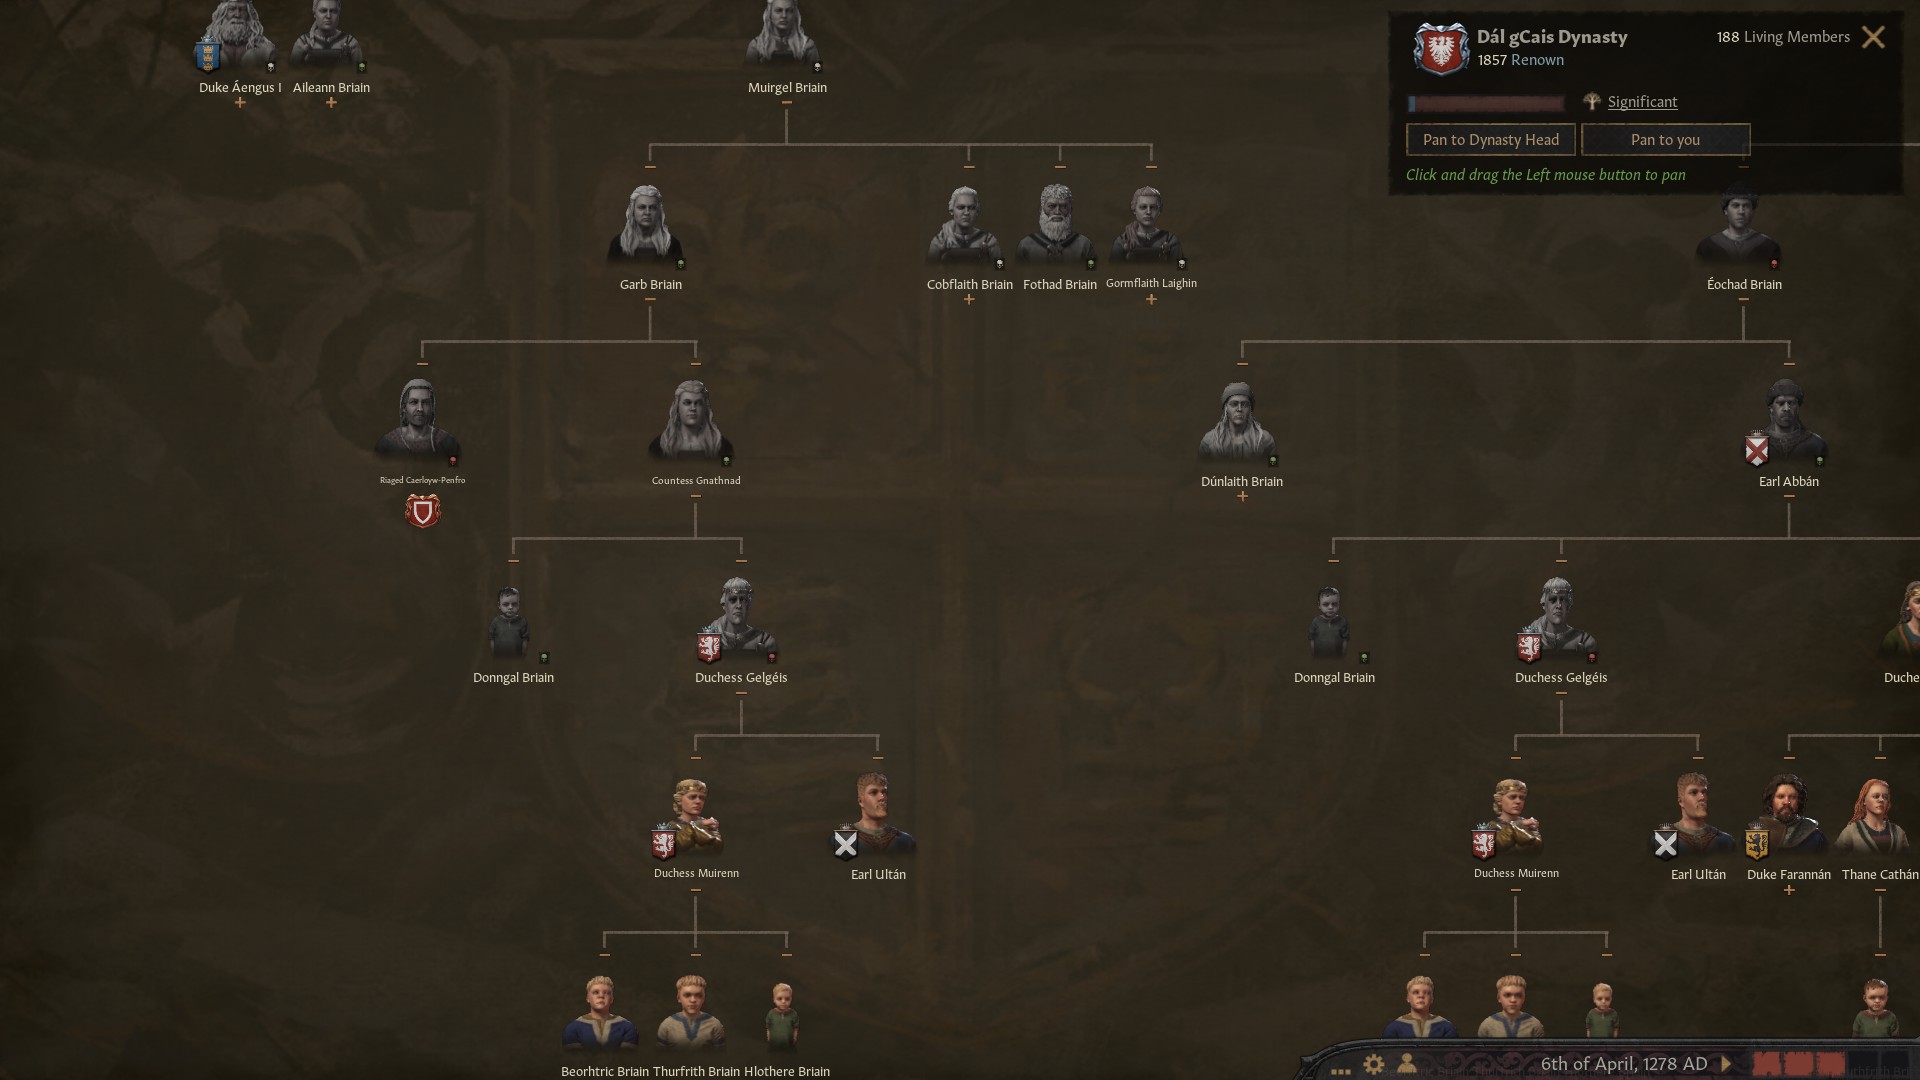 Dál gCais Dynasty
188 Living Members
1857 Renown
Significant
Pan to Dynasty Head
Pan to you
Click and drag the Left mouse button to pan
Duke Áengus I
Aileann Briain
Muirgel Briain
Garb Briain
Cobflaith Briain
Fothad Briain
Gormflaith Laighin
Éochad Briain
Riaged Caerloyw-Penfro
Countess Gnathnad
Dúnlaith Briain
Earl Abbán
Donngal Briain
Duchess Gelgéis
Donngal Briain
Duchess Gelgéis
Duche
Duchess Muirenn
Earl Ultán
Duchess Muirenn
Earl Ultán
Duke Farannán
Thane Cathán
Beorhtric Briain
Thurfrith Briain
Hlothere Briain
6th of April, 1278 AD